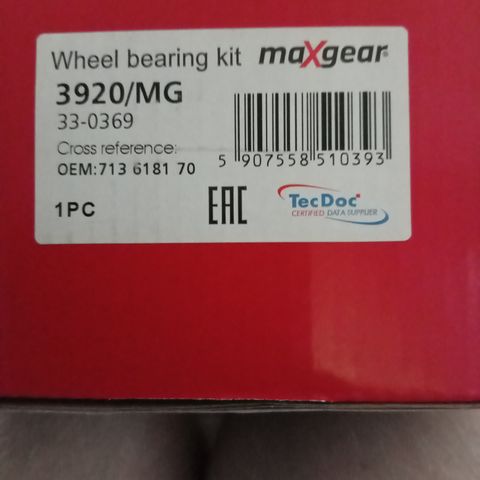 Wheel bearing kit maXgear
3920/MG
33-0369
Cross reference:
OEM:713 6181 70
5 907558 510393
1PC
EAC
TecDoc
CERTIFIED DATA SUPPLIER